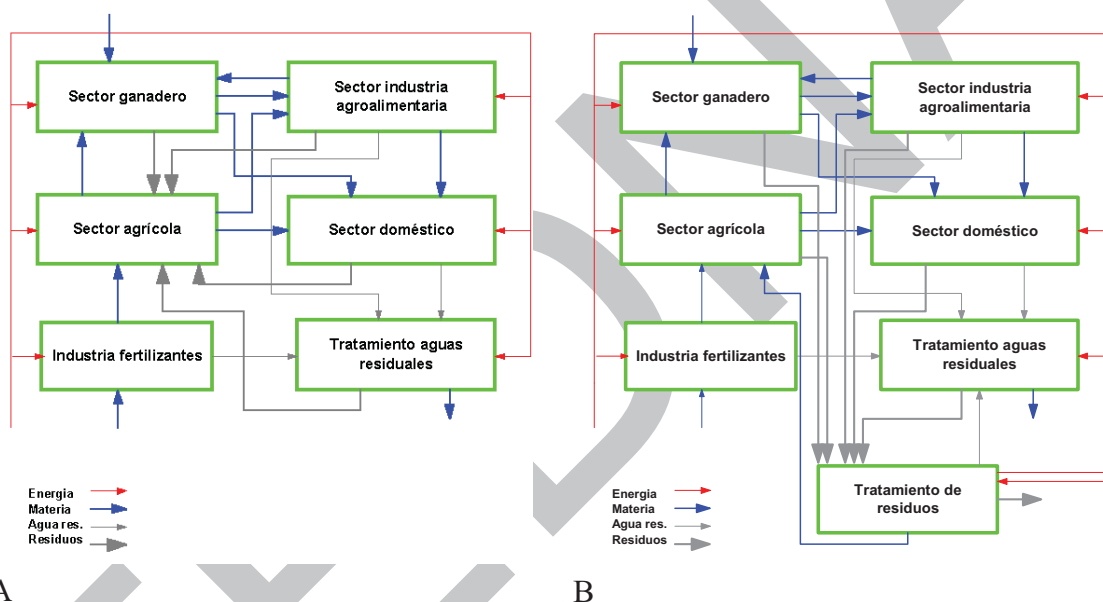 Sector ganadero
Sector industria
agroalimentaria
Sector agrícola
Sector doméstico
Industria fertilizantes
Tratamiento aguas
residuales
Energia
Materia
Agua res.
Residuos
A
Sector ganadero
Sector industria
agroalimentaria
Sector agrícola
Sector doméstico
Industria fertilizantes
Tratamiento aguas
residuales
Tratamiento de
residuos
Energia
Materia
Agua res.
Residuos
B